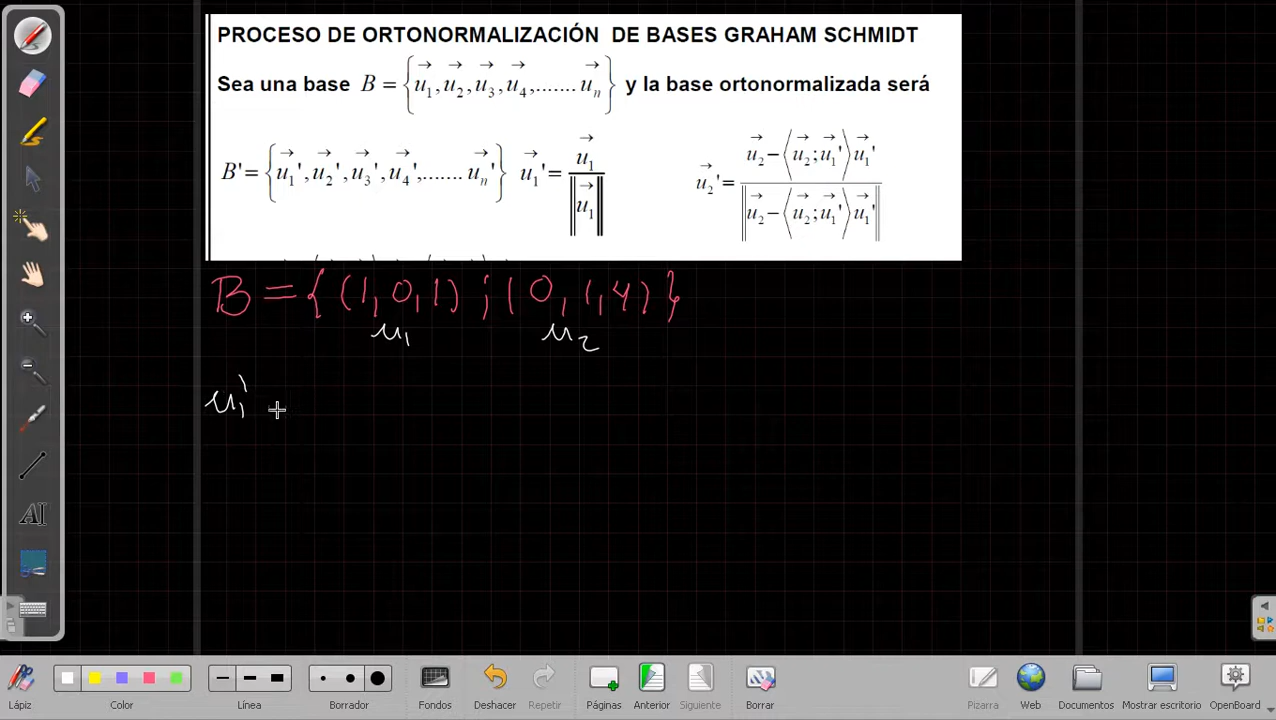 PROCESO DE ORTONORMALIZACIÓN DE BASES GRAHAM SCHMIDT
Sea una base B = {u₁, u₂, u₃, u₄, ....... uₙ} y la base ortonormalizada será
B' = {u₁', u₂', u₃', u₄', ....... uₙ'} u₁' = u₁ / ‖u₁‖ u₂' = (u₂ − ⟨u₂; u₁'⟩ u₁') / ‖u₂ − ⟨u₂; u₁'⟩ u₁'‖
B = {(1, 0, 1) ; (0, 1, 4)}
u₁ u₂
u₁'
AI
Lápiz Color Línea Borrador Fondos Deshacer Repetir Páginas Anterior Siguiente Borrar Pizarra Web Documentos Mostrar escritorio OpenBoard